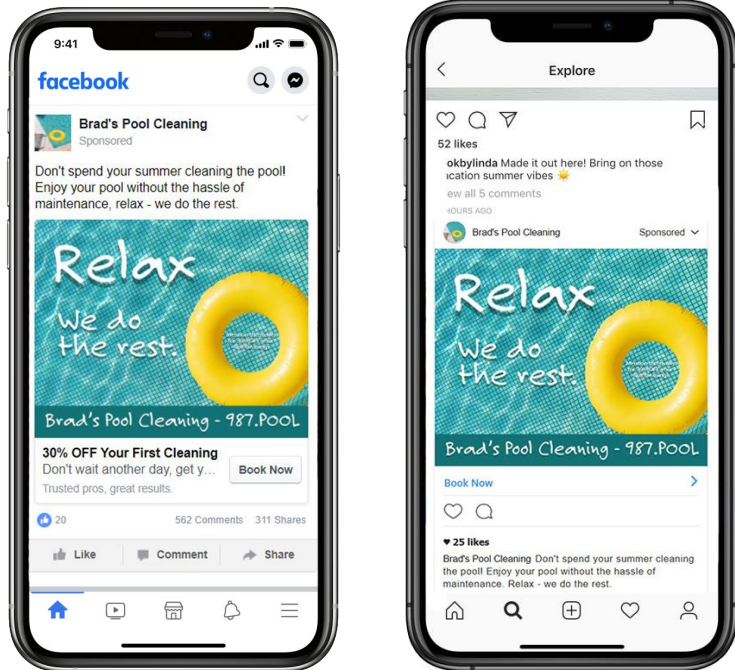 9:41
facebook
Brad's Pool Cleaning
Sponsored
Don't spend your summer cleaning the pool!
Enjoy your pool without the hassle of
maintenance, relax - we do the rest.
Relax
We do
the rest.
Brad's Pool Cleaning - 987.POOL
30% OFF Your First Cleaning
Don't wait another day, get y...
Book Now
Trusted pros, great results.
20
562 Comments 311 Shares
Like
Comment
Share
Explore
52 likes
okbylinda Made it out here! Bring on those
ication summer vibes ☀️
ew all 5 comments
HOURS AGO
Brad's Pool Cleaning
Sponsored
Relax
We do
the rest.
Brad's Pool Cleaning - 987.POOL
Book Now
♥ 25 likes
Brad's Pool Cleaning Don't spend your summer cleaning
the pool! Enjoy your pool without the hassle of
maintenance. Relax - we do the rest.